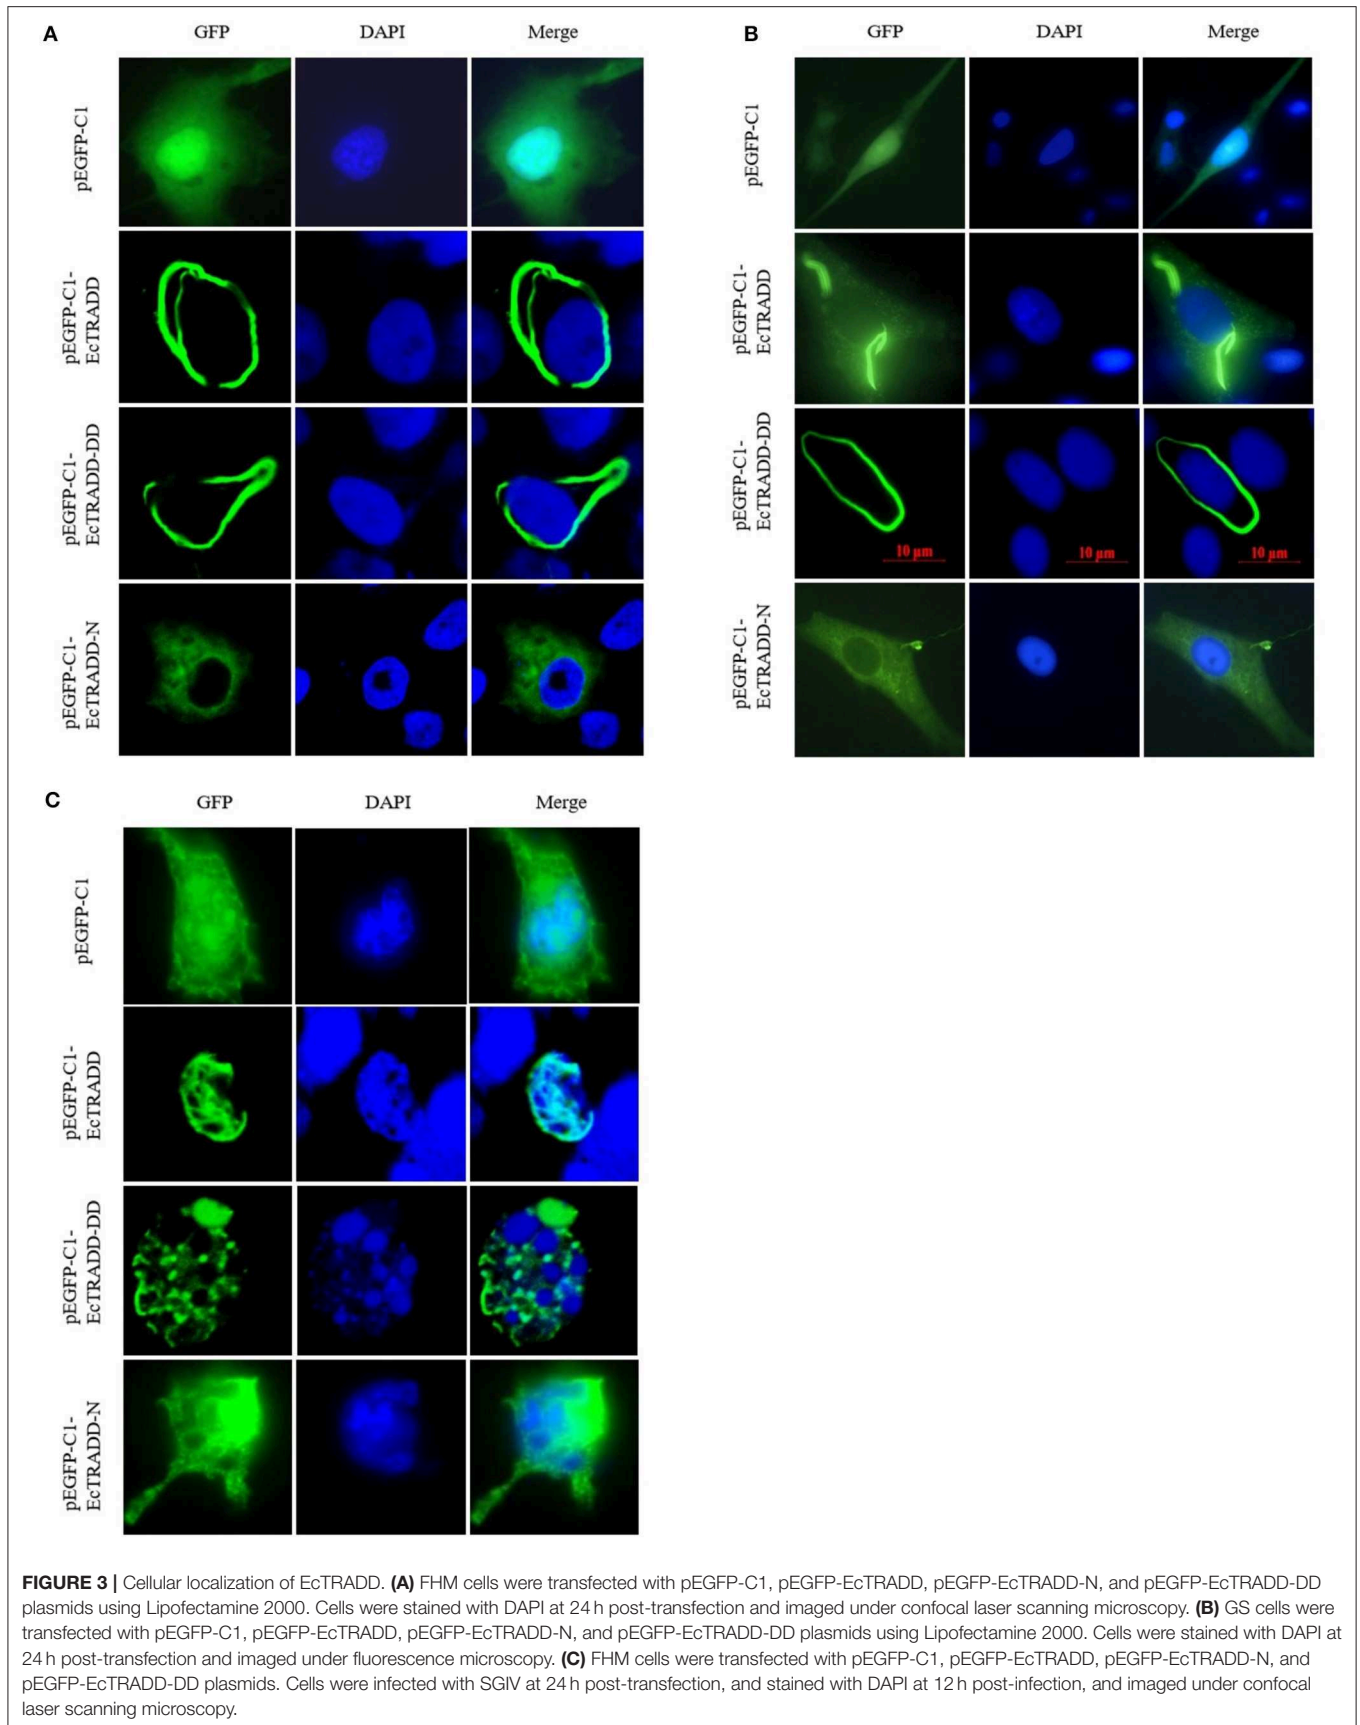 A
GFP DAPI Merge
pEGFP-C1
pEGFP-C1-
EcTRADD
pEGFP-C1-
EcTRADD-DD
pEGFP-C1-
EcTRADD-N
B
GFP DAPI Merge
pEGFP-C1
pEGFP-C1-
EcTRADD
pEGFP-C1-
EcTRADD-DD
10 µm 10 µm 10 µm
pEGFP-C1-
EcTRADD-N
C
GFP DAPI Merge
pEGFP-C1
pEGFP-C1-
EcTRADD
pEGFP-C1-
EcTRADD-DD
pEGFP-C1-
EcTRADD-N
FIGURE 3 | Cellular localization of EcTRADD. (A) FHM cells were transfected with pEGFP-C1, pEGFP-EcTRADD, pEGFP-EcTRADD-N, and pEGFP-EcTRADD-DD
plasmids using Lipofectamine 2000. Cells were stained with DAPI at 24 h post-transfection and imaged under confocal laser scanning microscopy. (B) GS cells were
transfected with pEGFP-C1, pEGFP-EcTRADD, pEGFP-EcTRADD-N, and pEGFP-EcTRADD-DD plasmids using Lipofectamine 2000. Cells were stained with DAPI at
24 h post-transfection and imaged under fluorescence microscopy. (C) FHM cells were transfected with pEGFP-C1, pEGFP-EcTRADD, pEGFP-EcTRADD-N, and
pEGFP-EcTRADD-DD plasmids. Cells were infected with SGIV at 24 h post-transfection, and stained with DAPI at 12 h post-infection, and imaged under confocal
laser scanning microscopy.